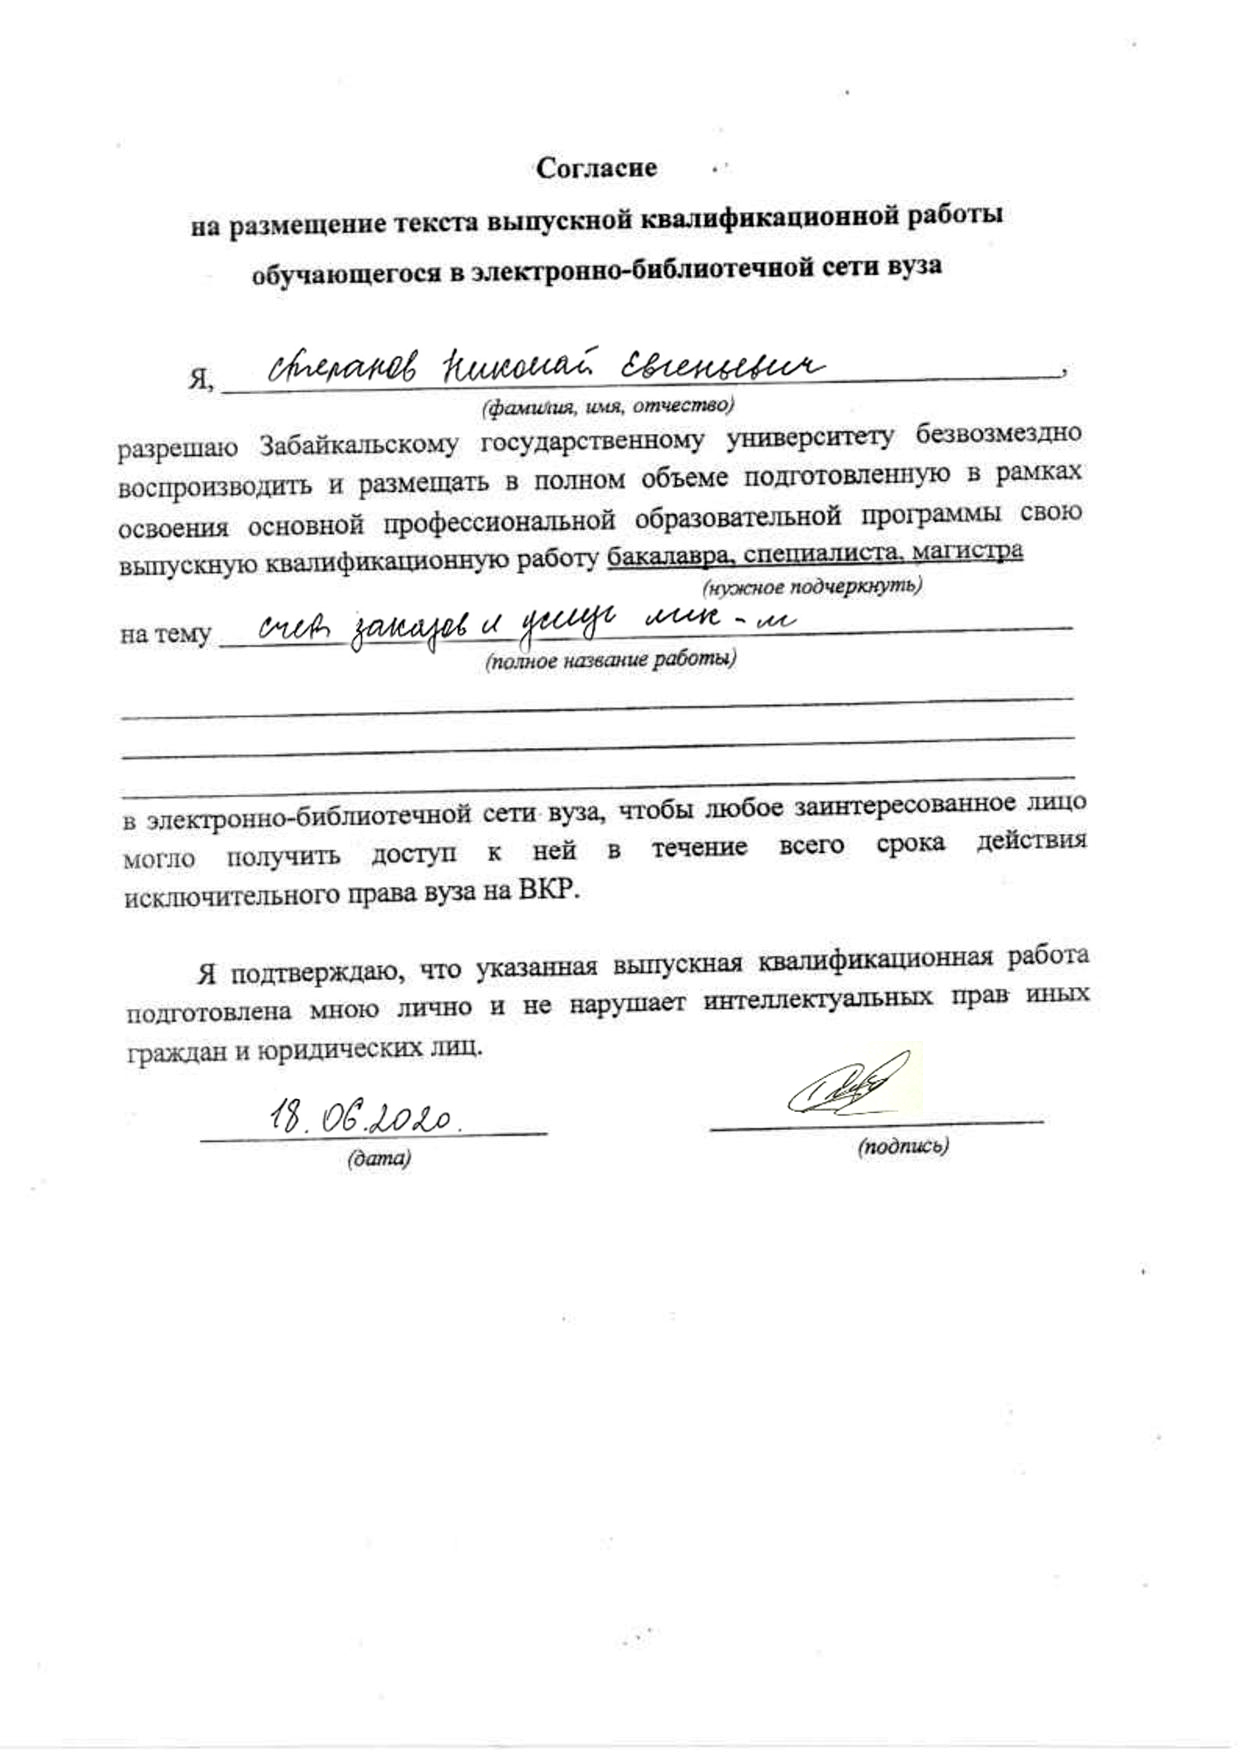 Согласие
на размещение текста выпускной квалификационной работы
обучающегося в электронно-библиотечной сети вуза
Я, Степанов Николай Евгеньевич,
(фамилия, имя, отчество)
разрешаю Забайкальскому государственному университету безвозмездно
воспроизводить и размещать в полном объеме подготовленную в рамках
освоения основной профессиональной образовательной программы свою
выпускную квалификационную работу бакалавра, специалиста, магистра
(нужное подчеркнуть)
на тему счет заказов и услуг
(полное название работы)
в электронно-библиотечной сети вуза, чтобы любое заинтересованное лицо
могло получить доступ к ней в течение всего срока действия
исключительного права вуза на ВКР.
Я подтверждаю, что указанная выпускная квалификационная работа
подготовлена мною лично и не нарушает интеллектуальных прав иных
граждан и юридических лиц.
18.06.2020.
(дата) (подпись)